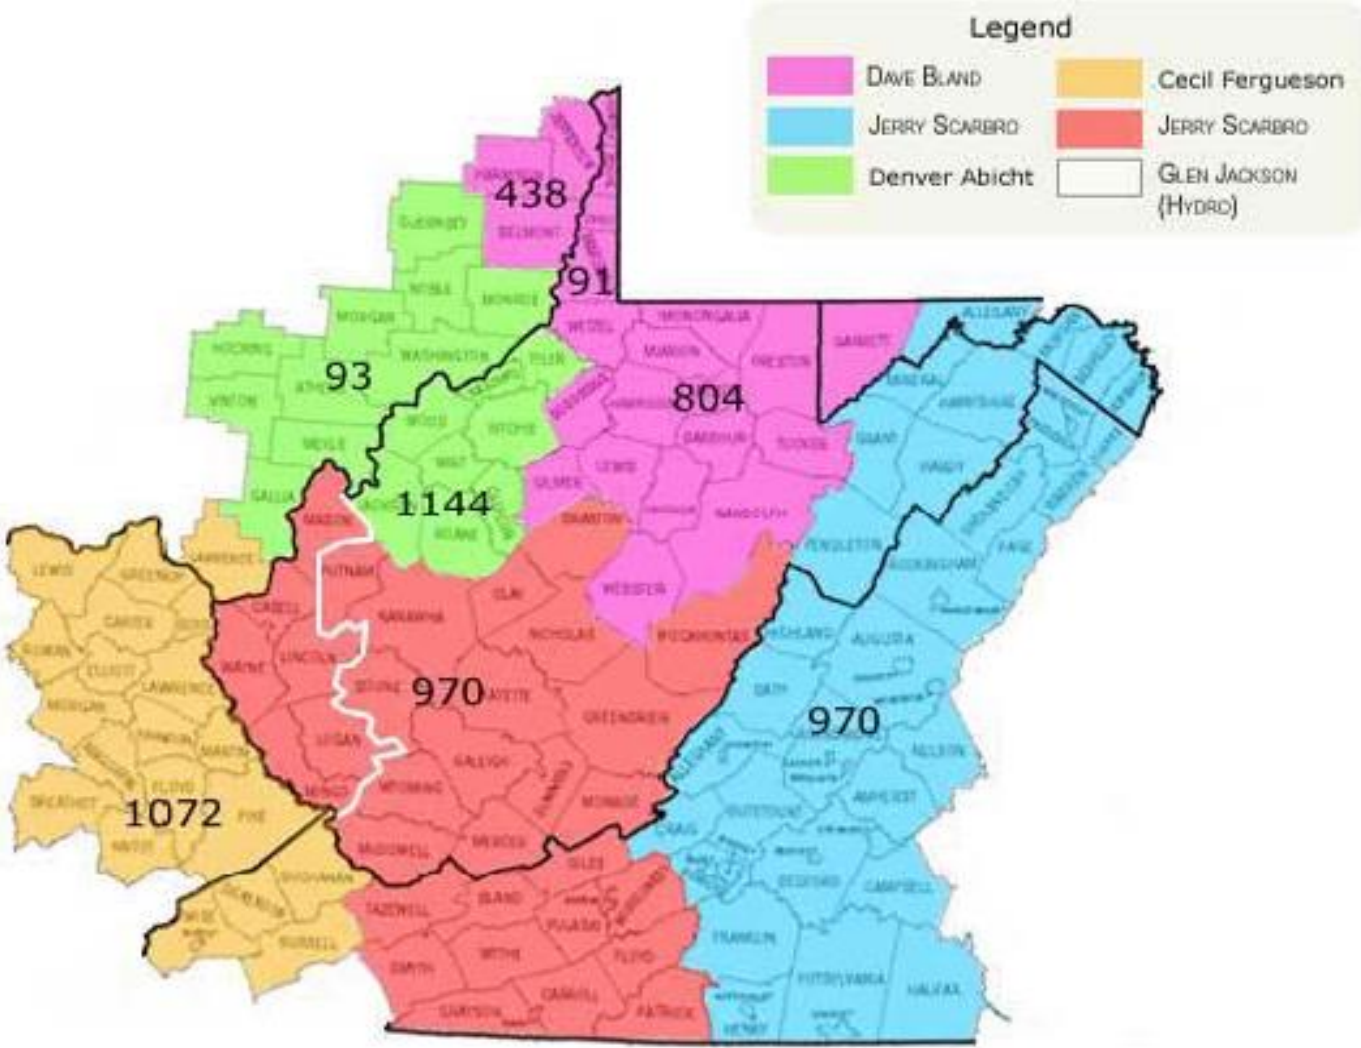 Legend
DAVE BLAND
Cecil Fergueson
JERRY SCARBRO
JERRY SCARBRO
Denver Abicht
GLEN JACKSON
(HYDRO)
438
GUERNSEY
BELMONT
91
NOBLE
MONROE
MORGAN
WETZEL
MONONGALIA
ALLEGANY
HOCKING
WASHINGTON
TYLER
MARION
PRESTON
GARRETT
93
VINTON
804
MINERAL
HAMPSHIRE
WOOD
RITCHIE
MEIGS
BARBOUR
TUCKER
GRANT
HARDY
WIRT
LEWIS
GALLIA
GILMER
1144
MASON
ROANE
BRAXTON
RANDOLPH
LAWRENCE
PENDLETON
ROCKINGHAM
PAGE
LEWIS
GREENUP
PUTNAM
WEBSTER
CLAY
CARTER
CABELL
KANAWHA
NICHOLAS
POCAHONTAS
HIGHLAND
AUGUSTA
ROWAN
ELLIOTT
WAYNE
LINCOLN
LAWRENCE
BOONE
970
FAYETTE
BATH
MORGAN
GREENBRIER
970
LOGAN
MARTIN
ALLEGHANY
NELSON
RALEIGH
SUMMERS
FLOYD
MINGO
WYOMING
BREATHITT
1072
PIKE
MONROE
BOTETOURT
AMHERST
KNOTT
MCDOWELL
MERCER
CRAIG
GILES
BUCHANAN
DICKENSON
BEDFORD
CAMPBELL
TAZEWELL
BLAND
MONTGOMERY
WISE
PULASKI
RUSSELL
WYTHE
FLOYD
FRANKLIN
SMYTH
PITTSYLVANIA
HALIFAX
CARROLL
GRAYSON
PATRICK
HENRY